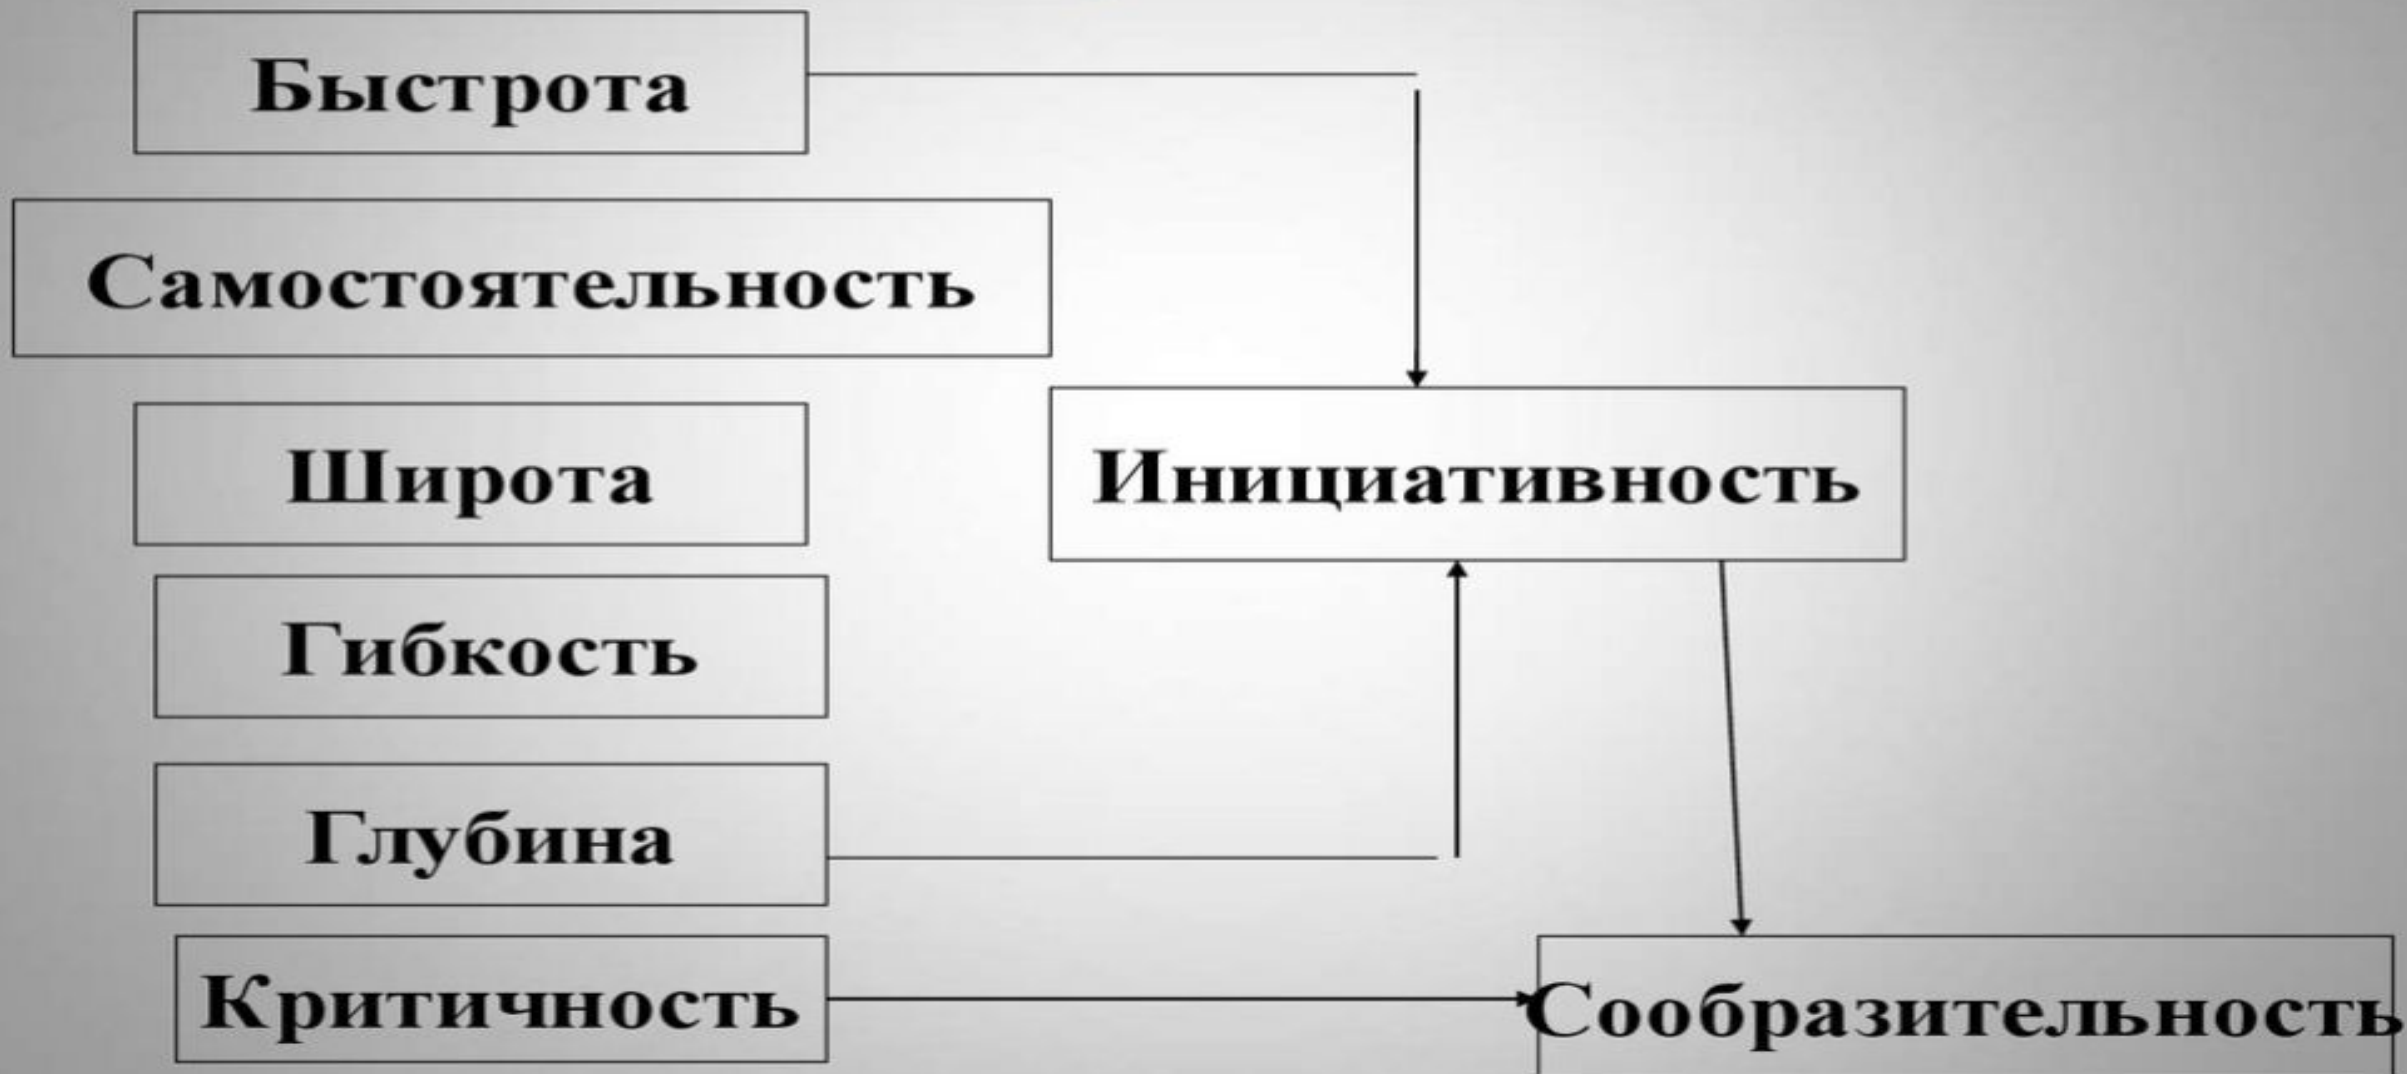 Быстрота
Самостоятельность
Широта
Инициативность
Гибкость
Глубина
Критичность
Сообразительность